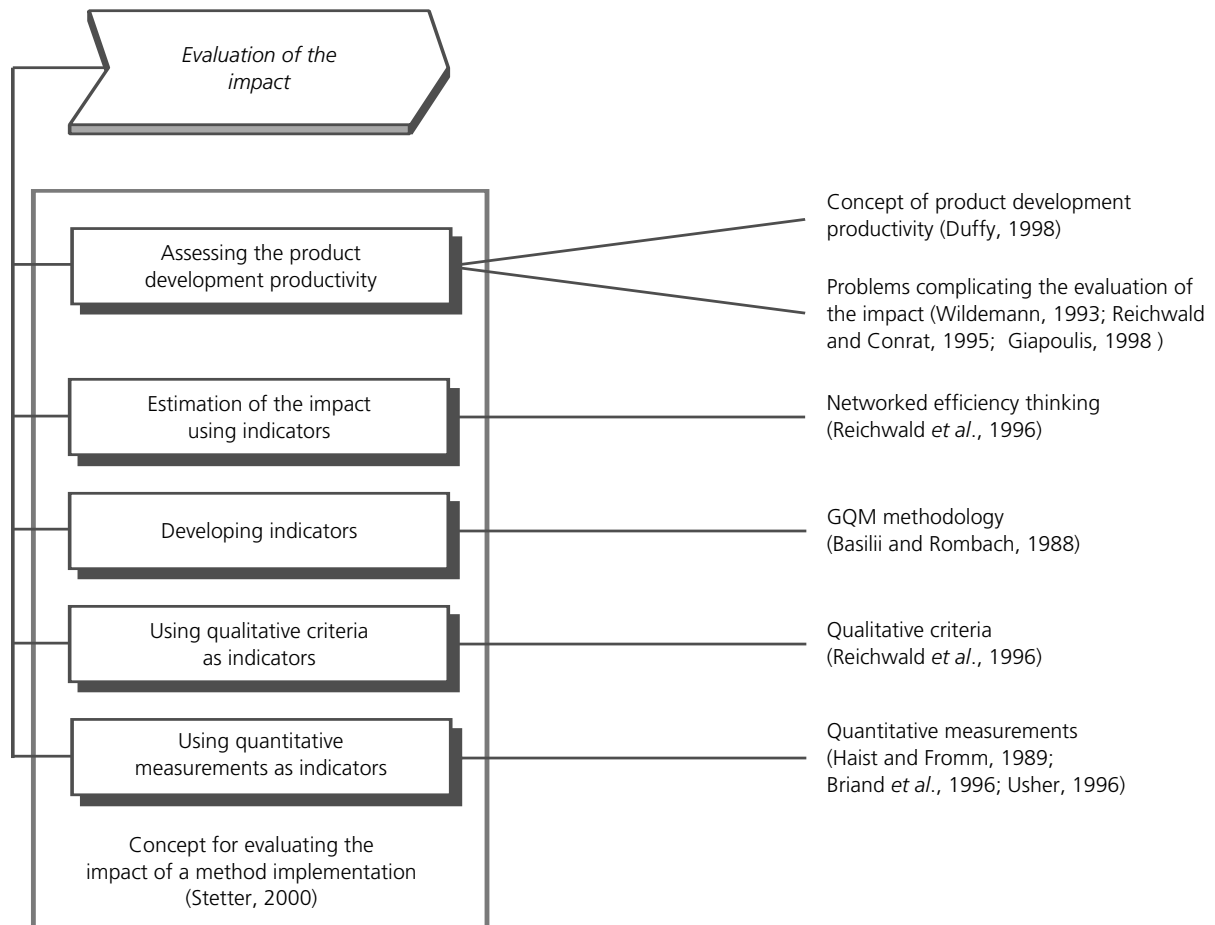 Evaluation of the
impact
Assessing the product
development productivity
Concept of product development
productivity (Duffy, 1998)
Problems complicating the evaluation of
the impact (Wildemann, 1993; Reichwald
and Conrat, 1995;  Giapoulis, 1998 )
Estimation of the impact
using indicators
Networked efficiency thinking
(Reichwald et al., 1996)
Developing indicators
GQM methodology
(Basilii and Rombach, 1988)
Using qualitative criteria
as indicators
Qualitative criteria
(Reichwald et al., 1996)
Using quantitative
measurements as indicators
Quantitative measurements
(Haist and Fromm, 1989;
Briand et al., 1996; Usher, 1996)
Concept for evaluating the
impact of a method implementation
(Stetter, 2000)